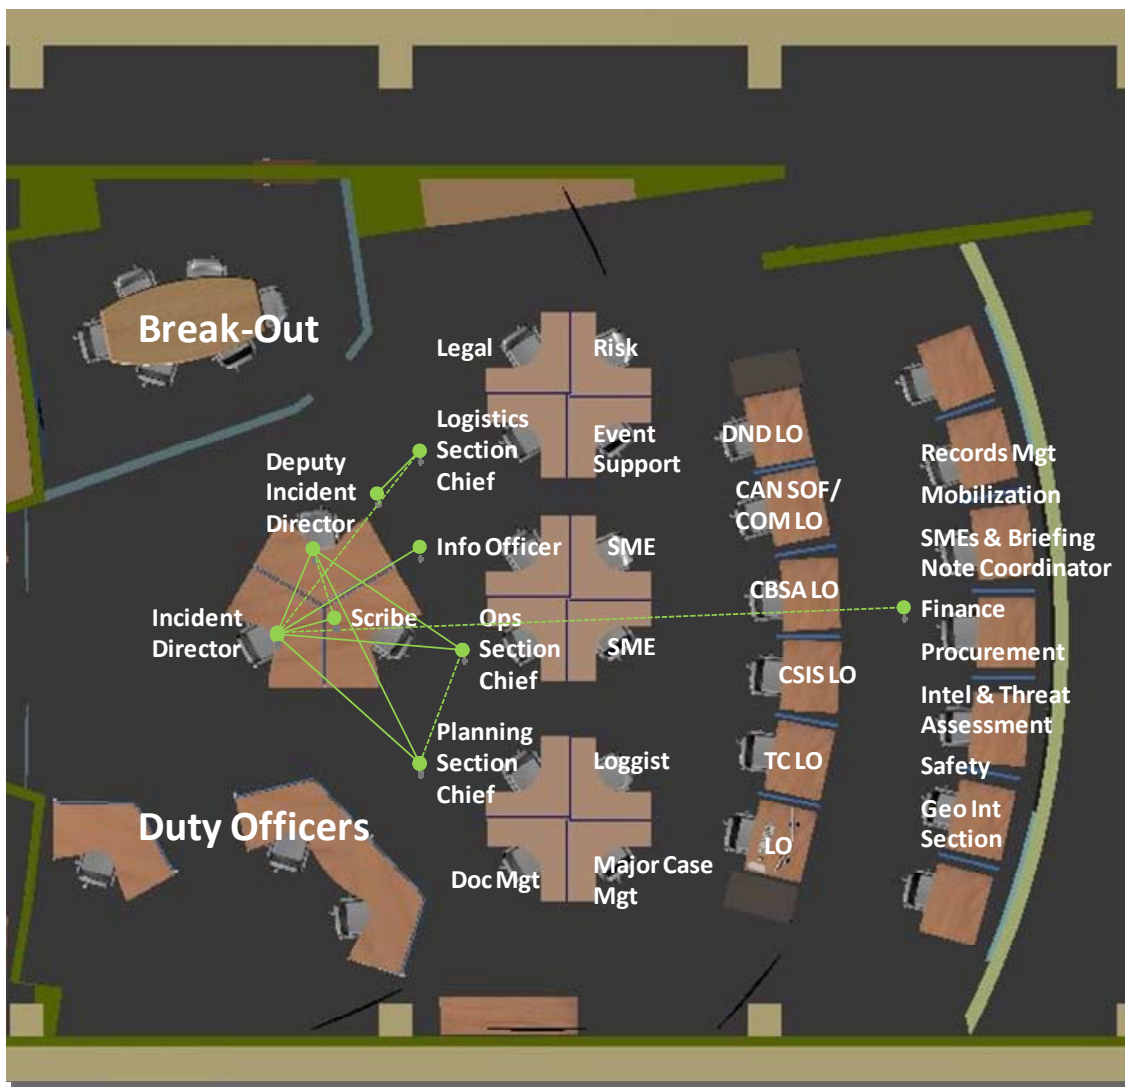 Break-Out
Legal
Risk
Logistics
Section
Chief
Event
Support
Deputy
Incident
Director
Info Officer
SME
Incident
Director
Scribe
Ops
Section
Chief
SME
Planning
Section
Chief
Loggist
Duty Officers
Doc Mgt
Major Case
Mgt
DND LO
CAN SOF/
COM LO
CBSA LO
CSIS LO
TC LO
LO
Records Mgt
Mobilization
SMEs & Briefing
Note Coordinator
Finance
Procurement
Intel & Threat
Assessment
Safety
Geo Int
Section